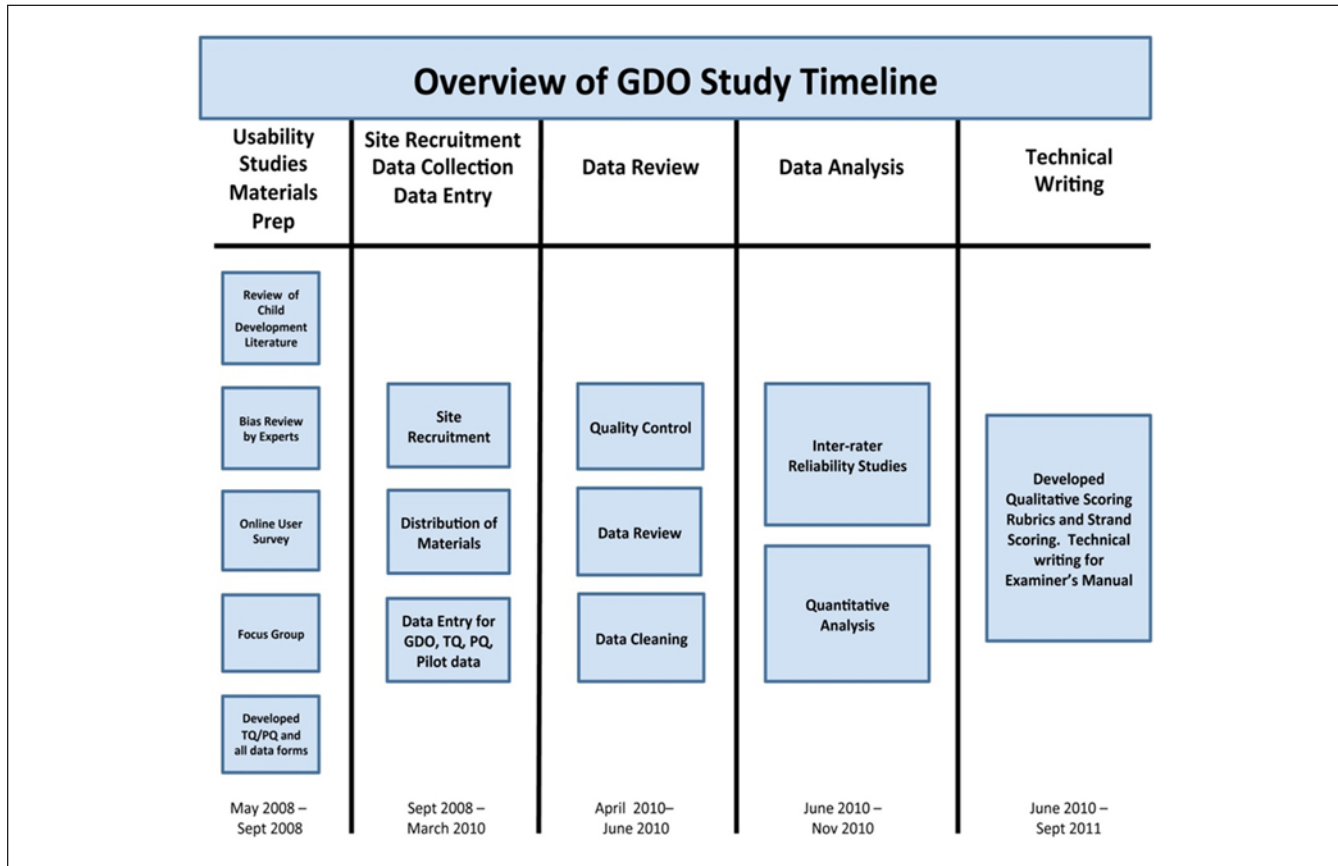 Overview of GDO Study Timeline
Usability
Studies
Materials
Prep
Site Recruitment
Data Collection
Data Entry
Data Review
Data Analysis
Technical
Writing
Review of
Child
Development
Literature
Bias Review
by Experts
Online User
Survey
Focus Group
Developed
TQ/PQ and
all data forms
Site
Recruitment
Distribution of
Materials
Data Entry for
GDO, TQ, PQ,
Pilot data
Quality Control
Data Review
Data Cleaning
Inter-rater
Reliability Studies
Quantitative
Analysis
Developed
Qualitative Scoring
Rubrics and Strand
Scoring. Technical
writing for
Examiner's Manual
May 2008 –
Sept 2008
Sept 2008 –
March 2010
April 2010–
June 2010
June 2010 –
Nov 2010
June 2010 –
Sept 2011